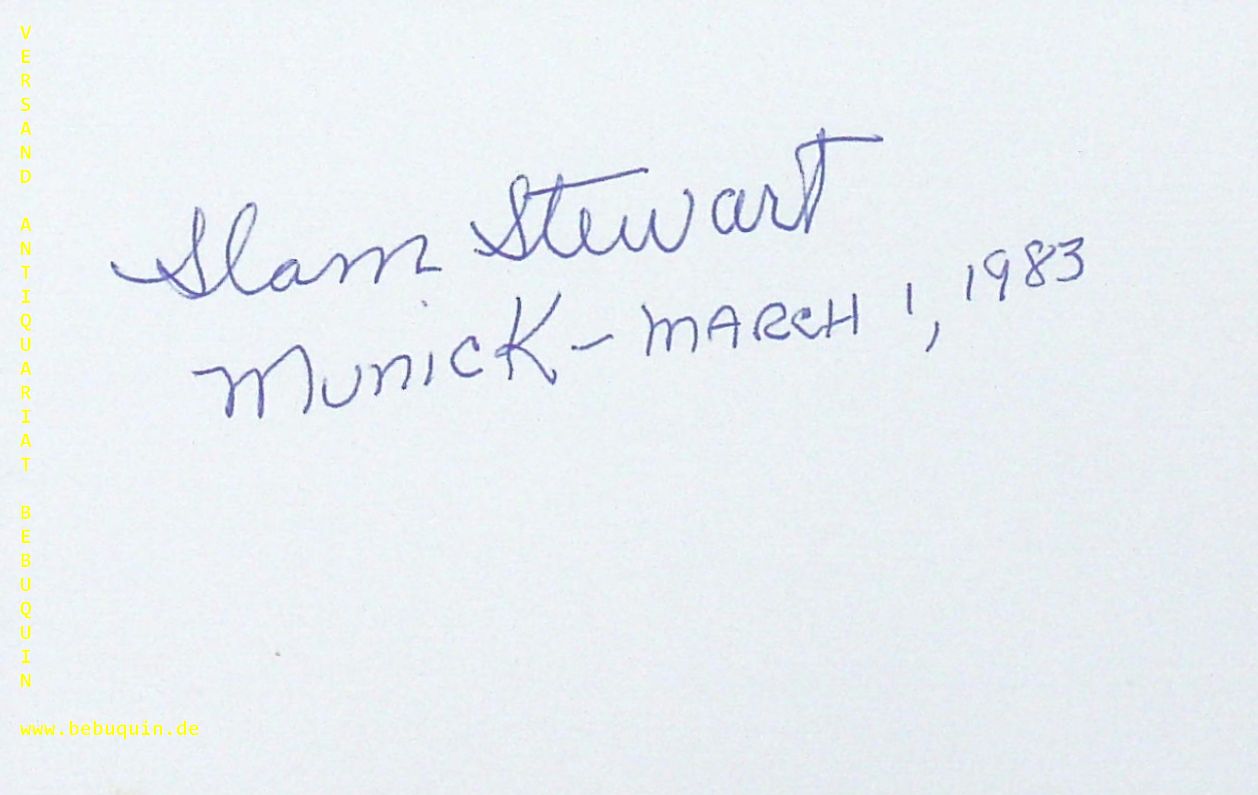 Slam Stewart
MunicK - MARCH 1, 1983
VERSAND ANTIQUARIAT BEBUQUIN
www.bebuquin.de